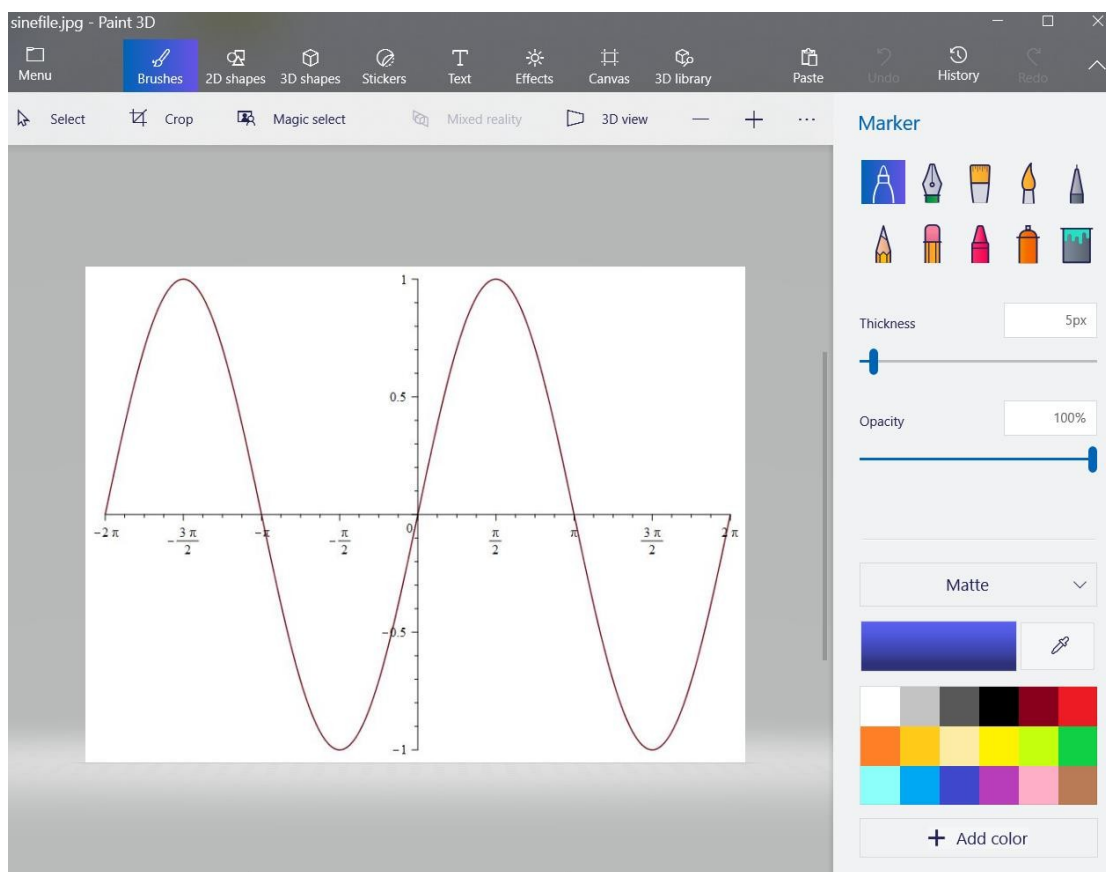 sinefile.jpg - Paint 3D
Menu
Brushes
2D shapes
3D shapes
Stickers
Text
Effects
Canvas
3D library
Paste
Undo
History
Redo
Select
Crop
Magic select
Mixed reality
3D view
...
Marker
Thickness
5px
Opacity
100%
Matte
Add color
1
0.5
-2 π
-3 π/2
-π
-π/2
0
π/2
π
3 π/2
2 π
-0.5
-1